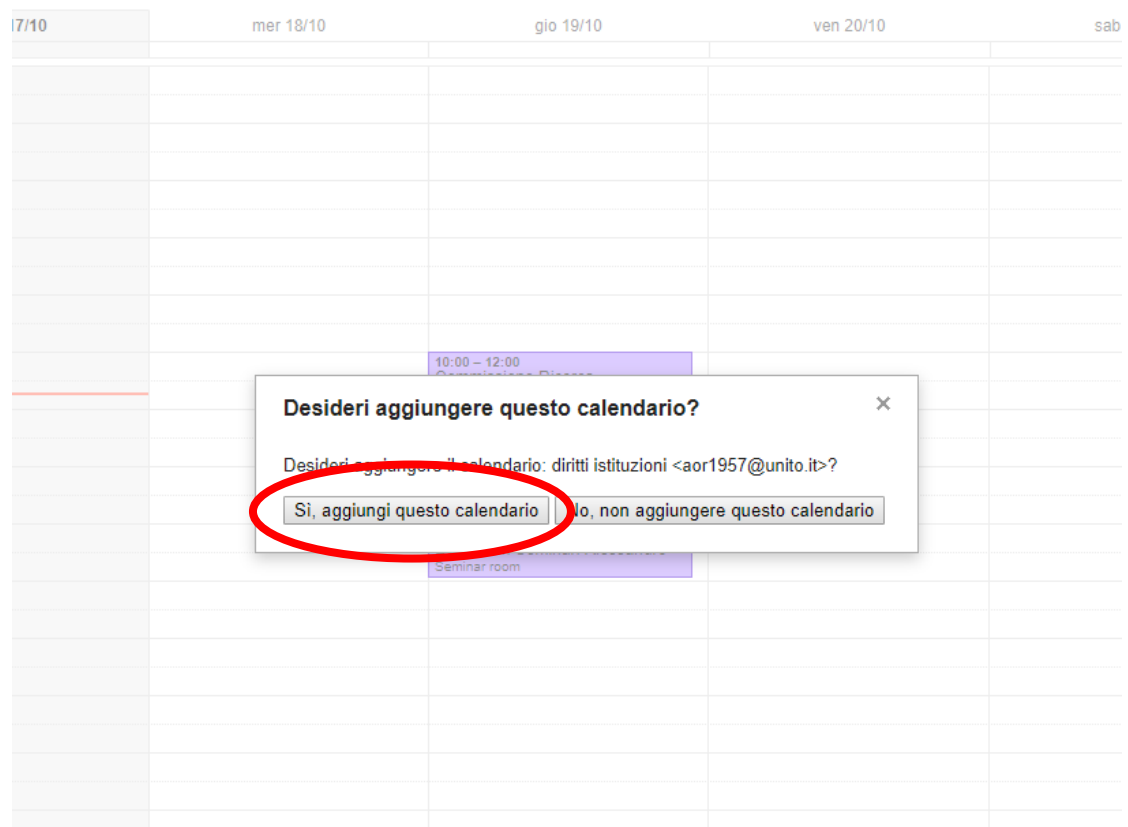 17/10 mer 18/10 gio 19/10 ven 20/10 sab
10:00 – 12:00
Commissione Ricerca
Desideri aggiungere questo calendario? ×
Desideri aggiungere il calendario: diritti istituzioni <aor1957@unito.it>?
Sì, aggiungi questo calendario No, non aggiungere questo calendario
Seminar room